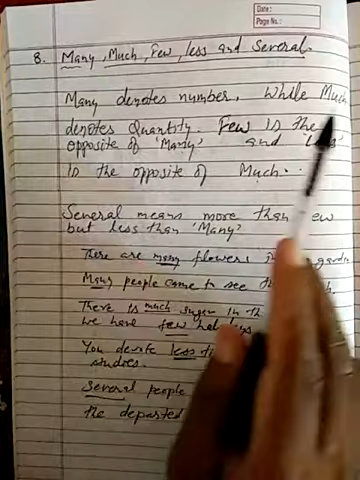 Date:
Page No.:
8. Many, Much, Few, less and Several.
Many denotes number. While Much
denotes Quantity. Few is the
opposite of 'Many' and
is the opposite of Much.
Several means more than
but less than 'Many'
There are many flowers
Many people came to see
There is much sugar in
we have few
You devote less
studies.
Several people
the departed